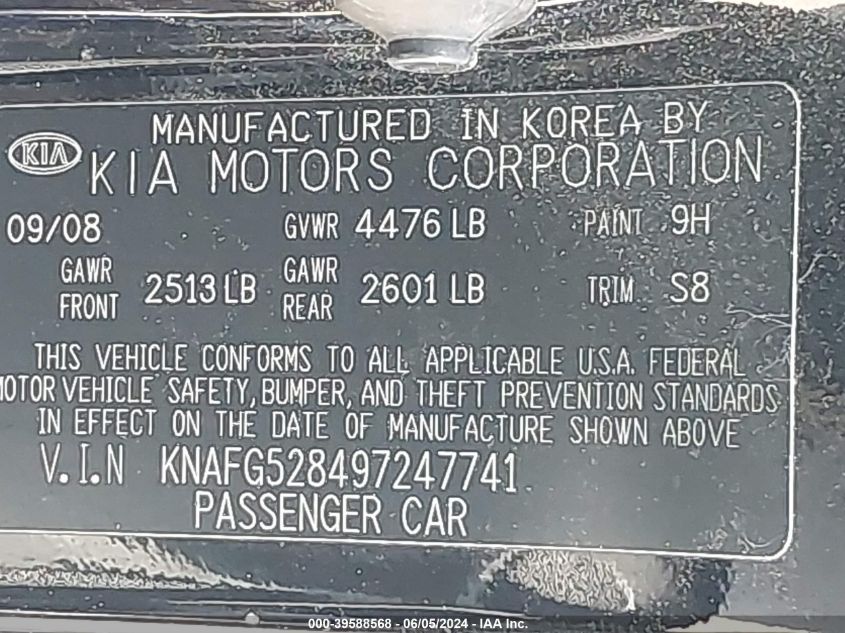 MANUFACTURED IN KOREA BY
KIA KIA MOTORS CORPORATION
09/08 GVWR 4476 LB PAINT 9H
GAWR FRONT 2513 LB GAWR REAR 2601 LB TRIM S8
THIS VEHICLE CONFORMS TO ALL APPLICABLE U.S.A. FEDERAL
MOTOR VEHICLE SAFETY, BUMPER, AND THEFT PREVENTION STANDARDS
IN EFFECT ON THE DATE OF MANUFACTURE SHOWN ABOVE
V.I.N KNAFG528497247741
PASSENGER CAR
000-39588568 - 06/05/2024 - IAA Inc.